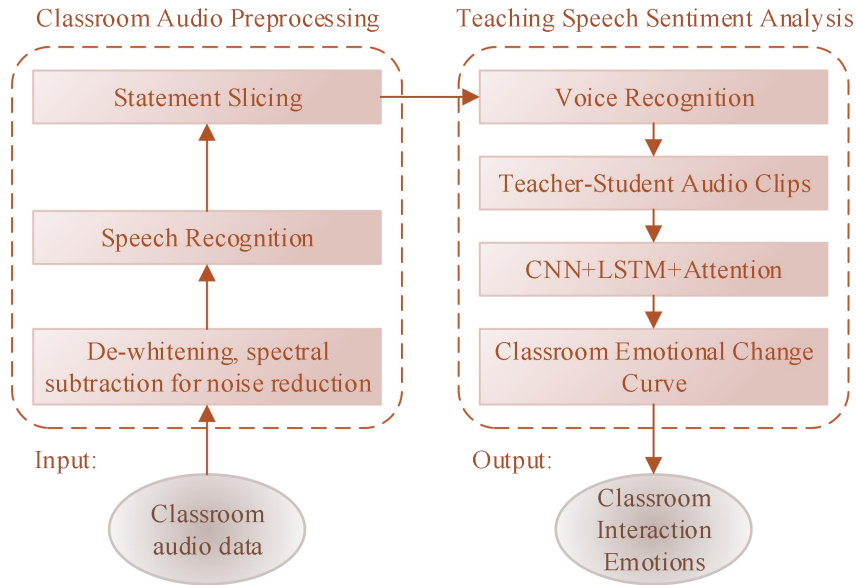 Classroom Audio Preprocessing
Statement Slicing
Speech Recognition
De-whitening, spectral
subtraction for noise reduction
Input:
Classroom
audio data
Teaching Speech Sentiment Analysis
Voice Recognition
Teacher-Student Audio Clips
CNN+LSTM+Attention
Classroom Emotional Change
Curve
Output:
Classroom
Interaction
Emotions